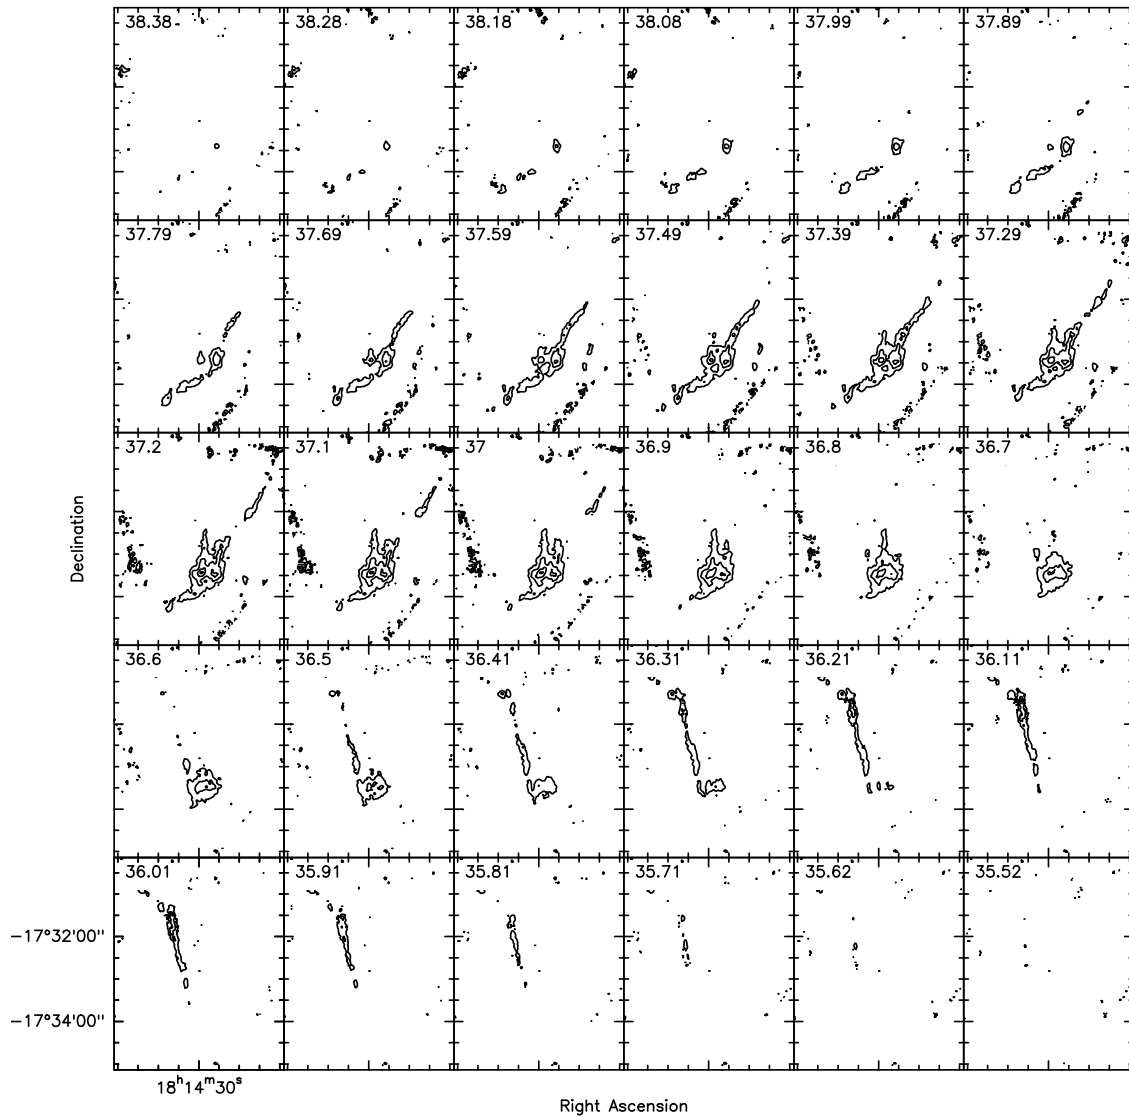 38.38 38.28 38.18 38.08 37.99 37.89
37.79 37.69 37.59 37.49 37.39 37.29
37.2 37.1 37 36.9 36.8 36.7
Declination
36.6 36.5 36.41 36.31 36.21 36.11
36.01 35.91 35.81 35.71 35.62 35.52
−17°32'00"
−17°34'00"
18ʰ14ᵐ30ˢ
Right Ascension